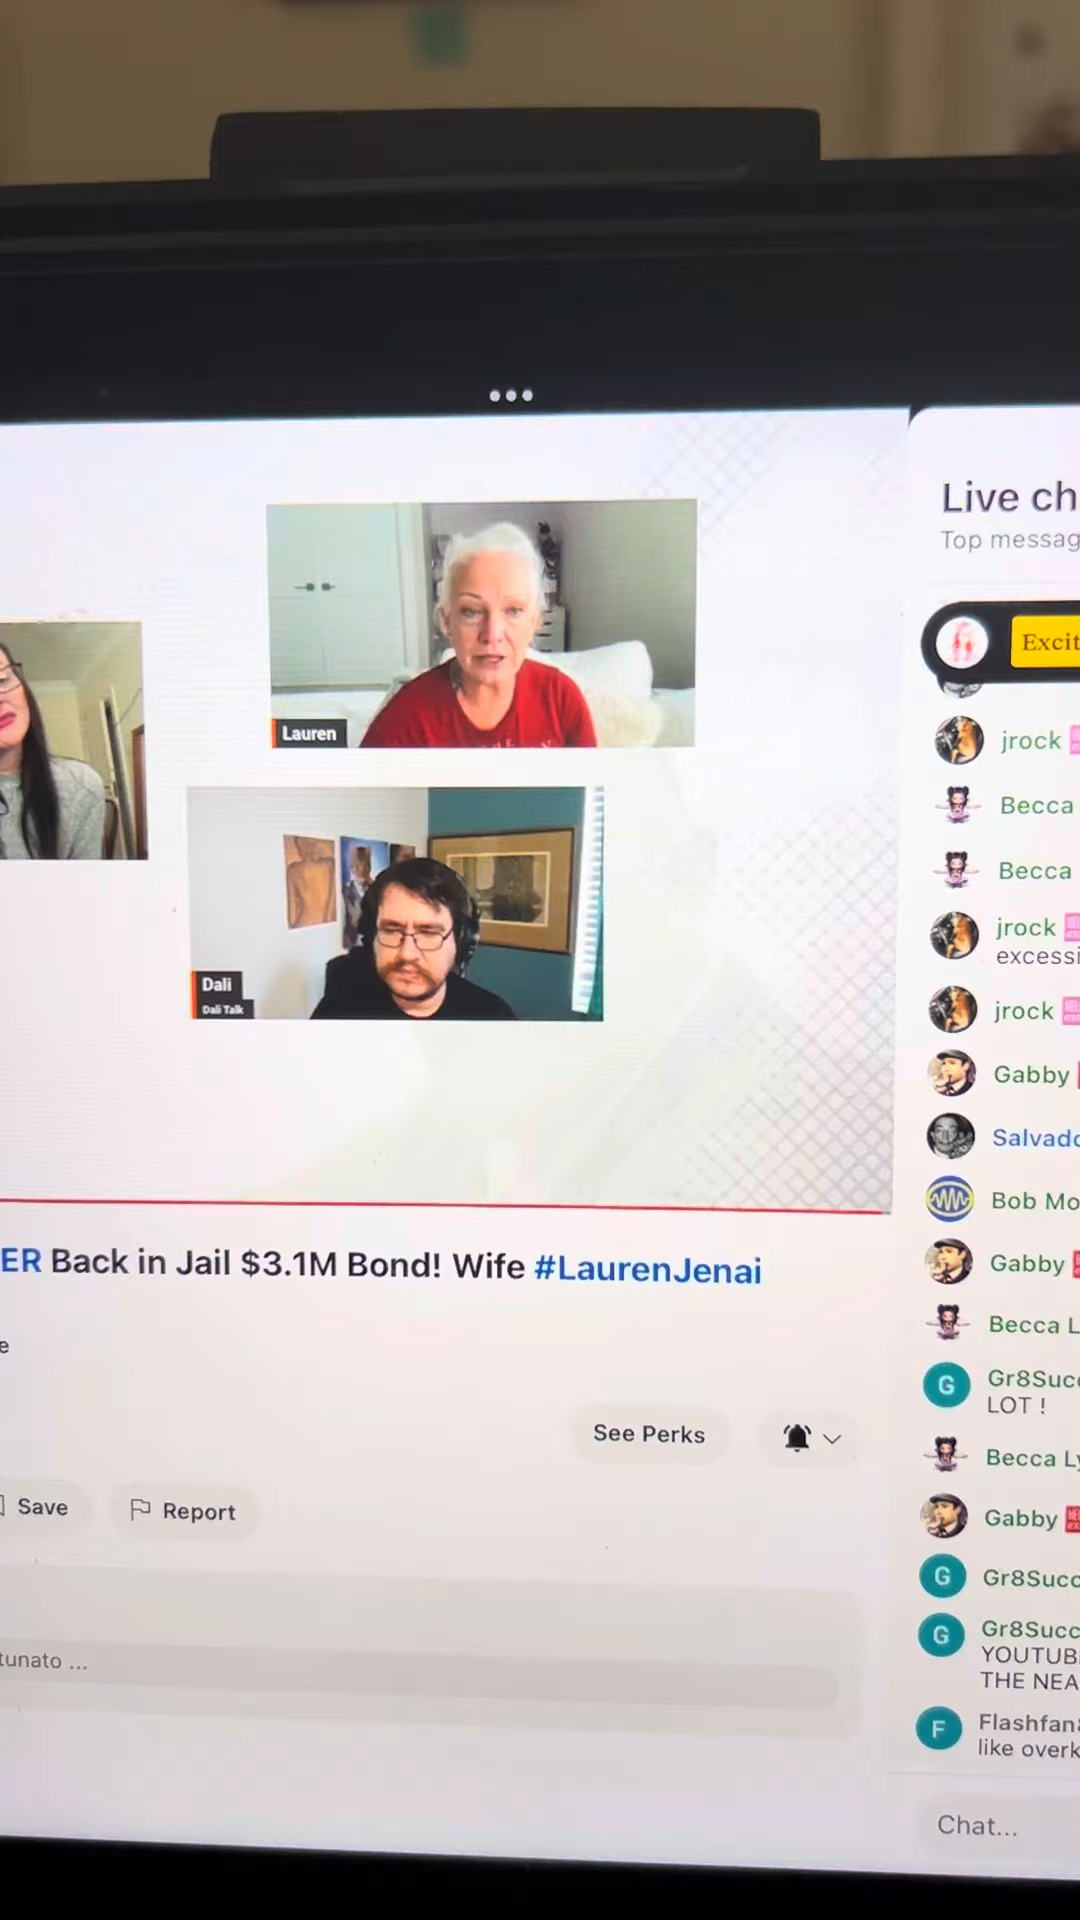 Live ch
Top messag
Excit
Lauren
jrock
Becca
Becca
jrock
excessi
jrock
Dali
Dali Talk
Gabby
Salvado
Bob Mo
Gabby
ER Back in Jail $3.1M Bond! Wife #LaurenJenai
Becca L
e
Gr8Succ
LOT !
See Perks
Becca Ly
Save
Report
Gabby
Gr8Succ
Gr8Succ
YOUTUB
THE NEA
tunato ...
Flashfan
like overk
Chat...